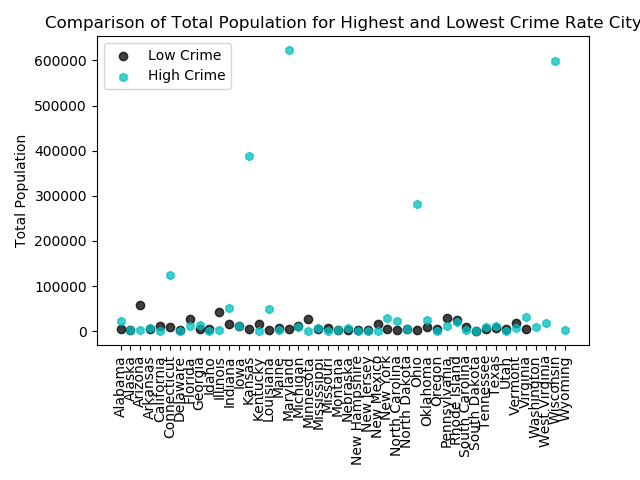 Comparison of Total Population for Highest and Lowest Crime Rate City
Low Crime
High Crime
Total Population
600000
500000
400000
300000
200000
100000
0
Alabama
Alaska
Arizona
Arkansas
California
Connecticut
Delaware
Florida
Georgia
Idaho
Illinois
Indiana
Iowa
Kansas
Kentucky
Louisiana
Maine
Maryland
Michigan
Minnesota
Mississippi
Missouri
Montana
Nebraska
New Hampshire
New Jersey
New Mexico
New York
North Carolina
North Dakota
Ohio
Oklahoma
Oregon
Pennsylvania
Rhode Island
South Carolina
South Dakota
Tennessee
Texas
Utah
Vermont
Virginia
Washington
West Virginia
Wisconsin
Wyoming